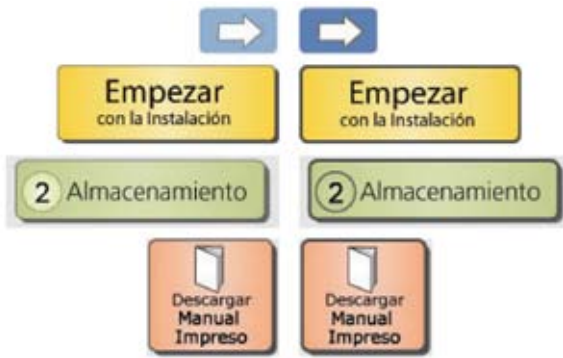 Empezar
con la Instalación
Empezar
con la Instalación
2 Almacenamiento
2 Almacenamiento
Descargar
Manual
Impreso
Descargar
Manual
Impreso